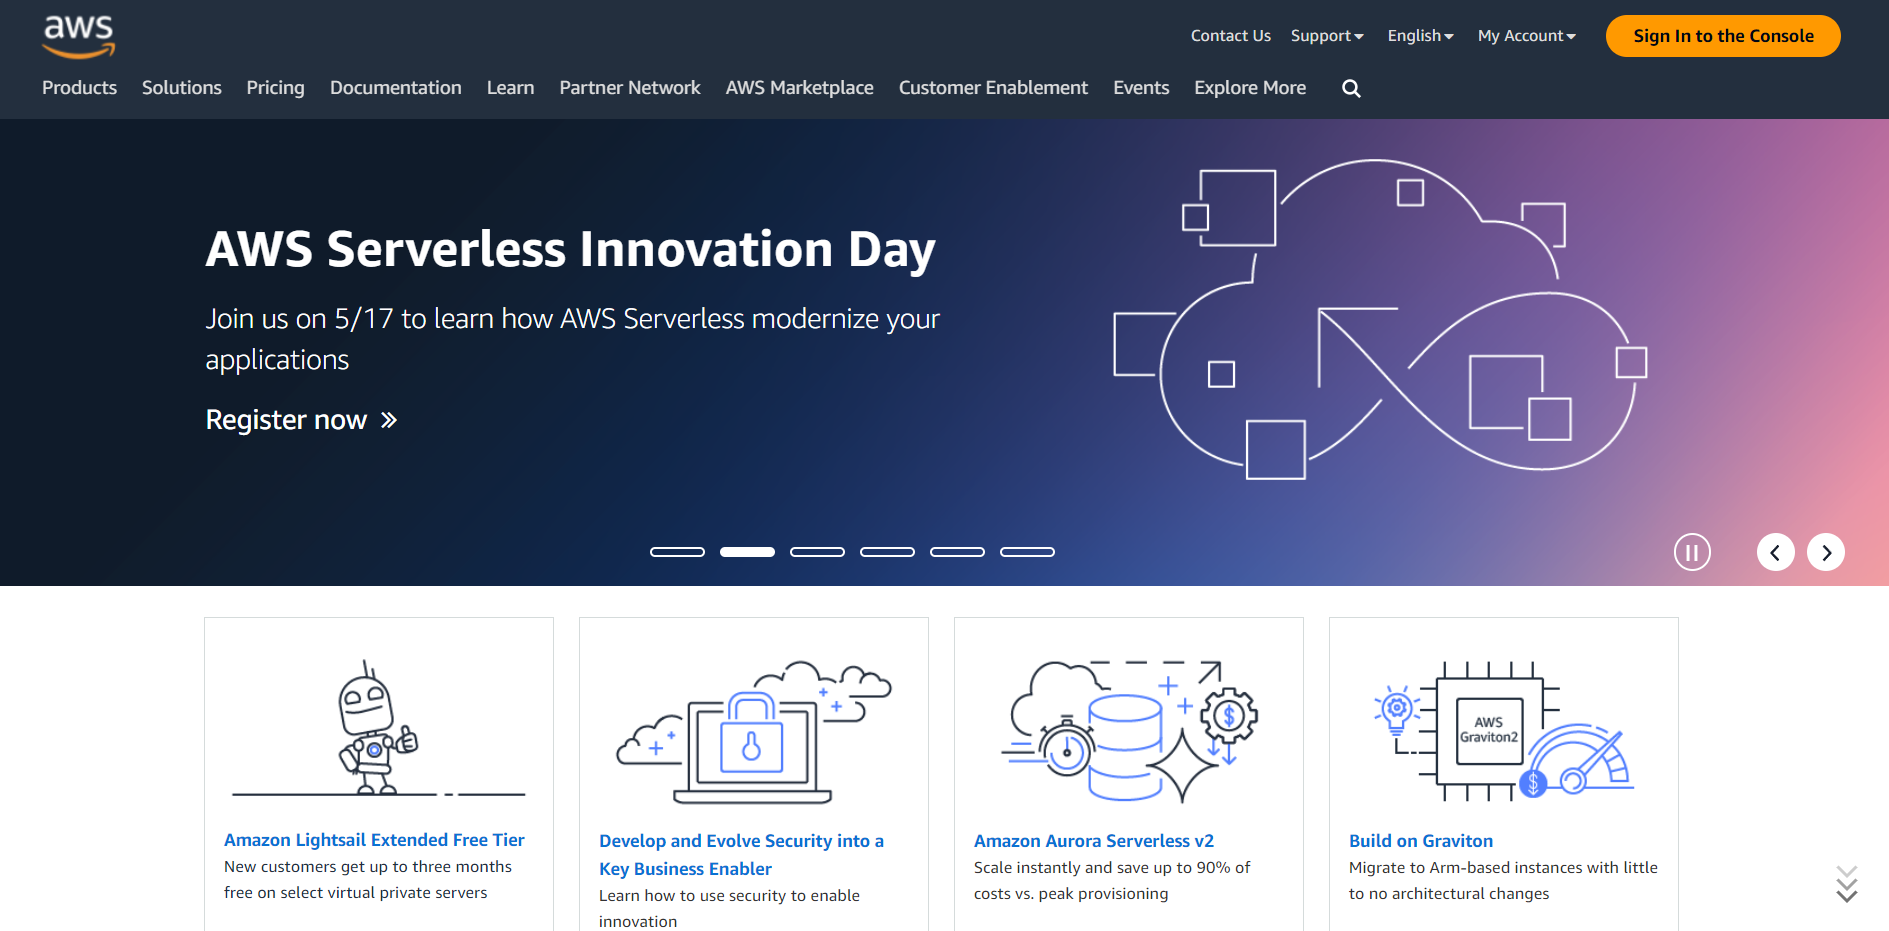 aws
Contact Us Support English My Account Sign In to the Console
Products Solutions Pricing Documentation Learn Partner Network AWS Marketplace Customer Enablement Events Explore More
AWS Serverless Innovation Day
Join us on 5/17 to learn how AWS Serverless modernize your
applications
Register now »
AWS
Graviton2
Amazon Lightsail Extended Free Tier
New customers get up to three months
free on select virtual private servers
Develop and Evolve Security into a
Key Business Enabler
Learn how to use security to enable
innovation
Amazon Aurora Serverless v2
Scale instantly and save up to 90% of
costs vs. peak provisioning
Build on Graviton
Migrate to Arm-based instances with little
to no architectural changes